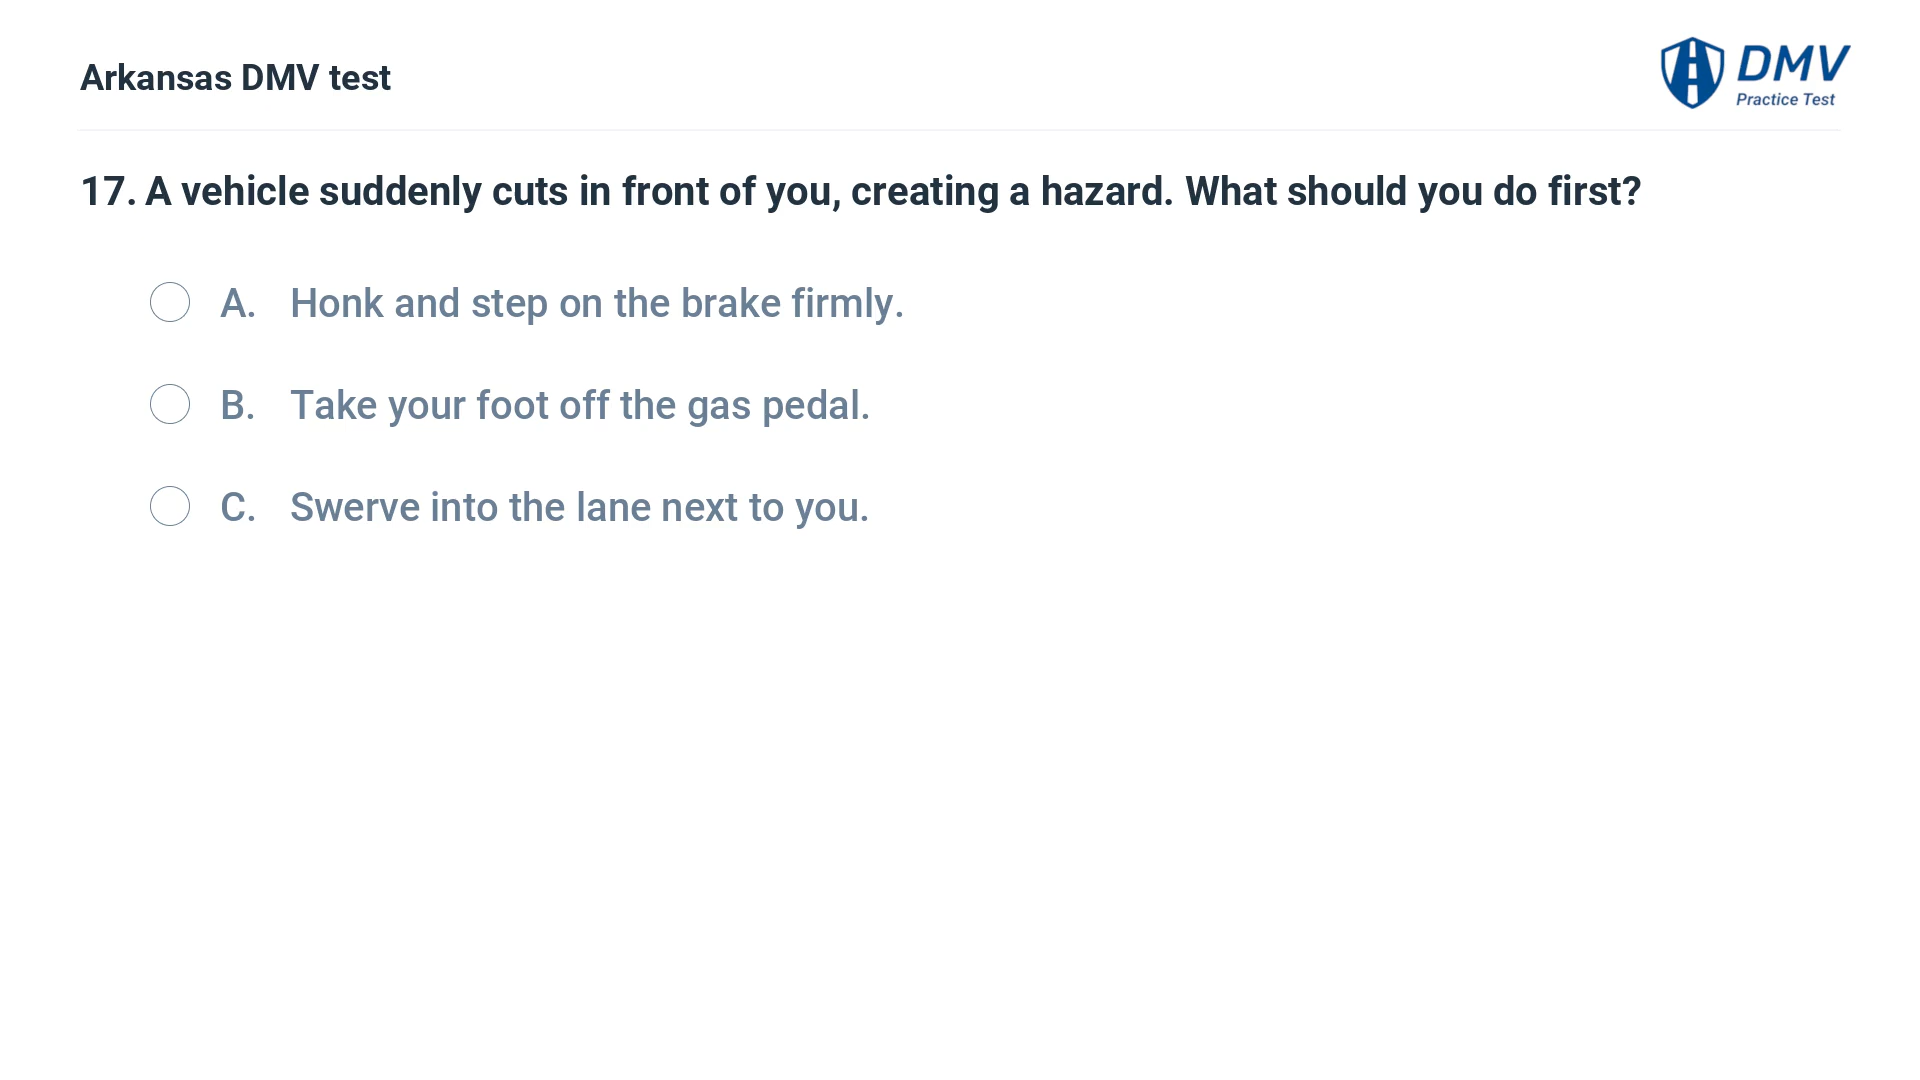 Arkansas DMV test
DMV
Practice Test
17. A vehicle suddenly cuts in front of you, creating a hazard. What should you do first?
A. Honk and step on the brake firmly.
B. Take your foot off the gas pedal.
C. Swerve into the lane next to you.